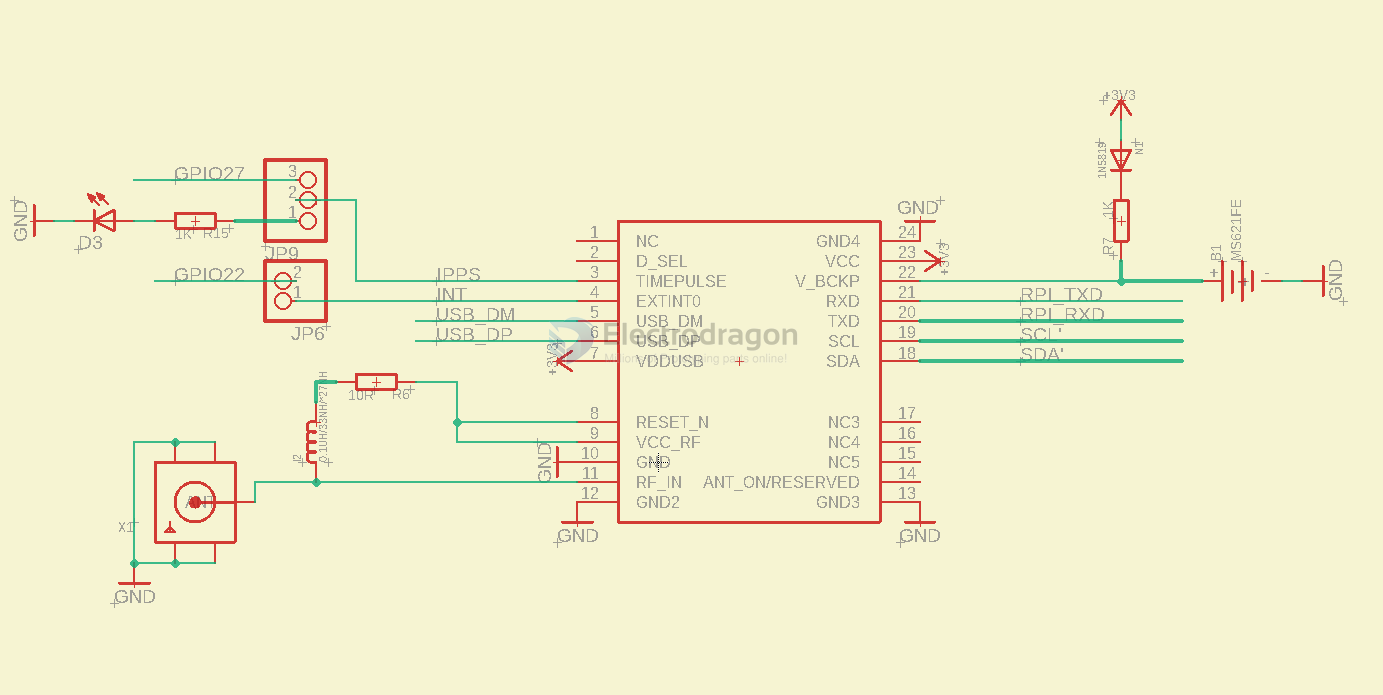 +3V3
1N5819
N1
1K
R7
GPIO27
3
2
1
GND
D3
1K
R15
JP9
GPIO22
2
1
JP6
IPPS
INT
USB_DM
USB_DP
+3V3
1 NC
2 D_SEL
3 TIMEPULSE
4 EXTINT0
5 USB_DM
6 USB_DP
7 VDDUSB
8 RESET_N
9 VCC_RF
10 GND
11 RF_IN
12 GND2
GND4 24
VCC 23
V_BCKP 22
RXD 21
TXD 20
SCL 19
SDA 18
NC3 17
NC4 16
NC5 15
ANT_ON/RESERVED 14
GND3 13
GND
+3V3
RPI_TXD
RPI_RXD
SCL'
SDA'
B1
MS621FE
+
-
GND
Electrodragon
10R
R6
0.1UH/33NH/*27NH
GND
GND
GND
ANT
X1
GND